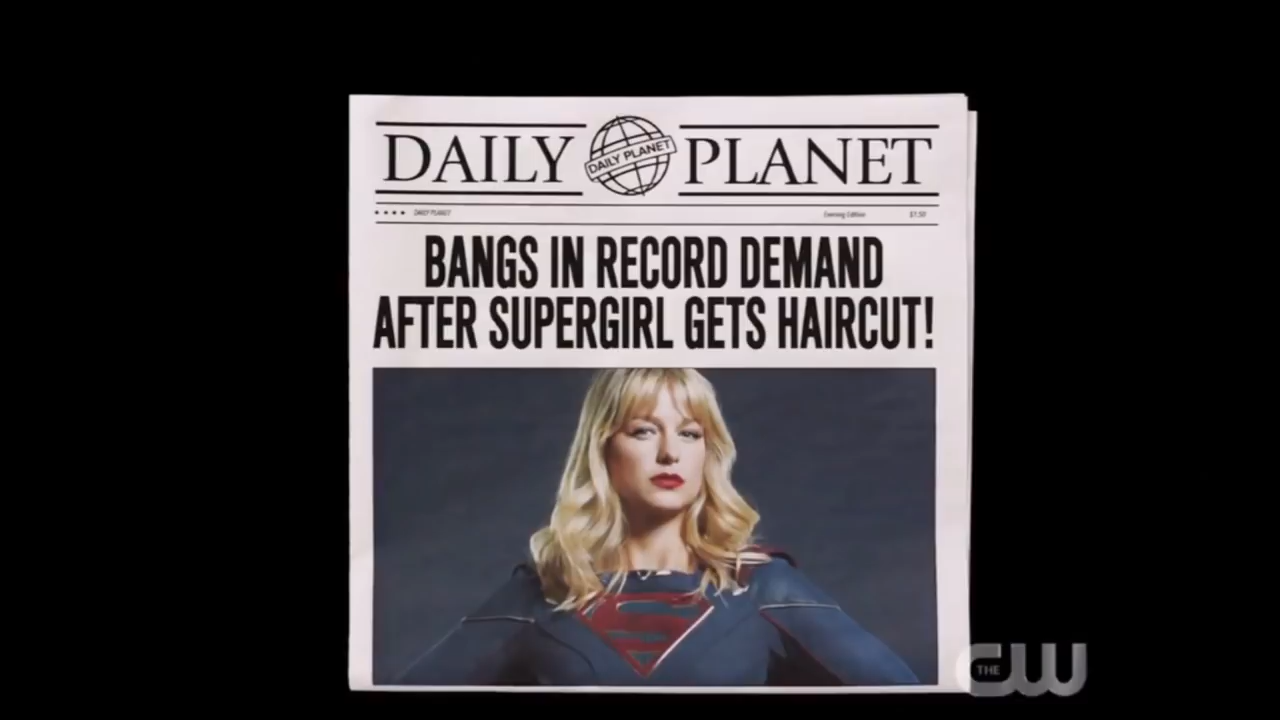 DAILY
DAILY PLANET
PLANET
DAILY PLANET
Evening Edition
$1.50
BANGS IN RECORD DEMAND
AFTER SUPERGIRL GETS HAIRCUT!
THE CW